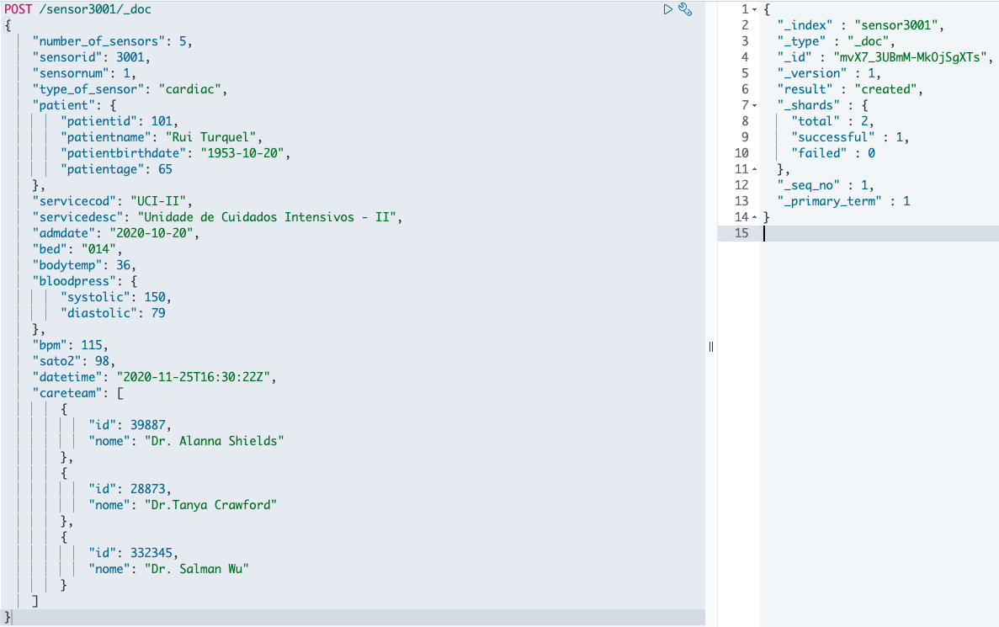 POST /sensor3001/_doc
{
    "number_of_sensors": 5,
    "sensorid": 3001,
    "sensornum": 1,
    "type_of_sensor": "cardiac",
    "patient": {
        "patientid": 101,
        "patientname": "Rui Turquel",
        "patientbirthdate": "1953-10-20",
        "patientage": 65
    },
    "servicecod": "UCI-II",
    "servicedesc": "Unidade de Cuidados Intensivos - II",
    "admdate": "2020-10-20",
    "bed": "014",
    "bodytemp": 36,
    "bloodpress": {
        "systolic": 150,
        "diastolic": 79
    },
    "bpm": 115,
    "sato2": 98,
    "datetime": "2020-11-25T16:30:22Z",
    "careteam": [
        {
            "id": 39887,
            "nome": "Dr. Alanna Shields"
        },
        {
            "id": 28873,
            "nome": "Dr.Tanya Crawford"
        },
        {
            "id": 332345,
            "nome": "Dr. Salman Wu"
        }
    ]
}
1 {
2   "_index" : "sensor3001",
3   "_type" : "_doc",
4   "_id" : "mvX7_3UBmM-MkOjSgXTs",
5   "_version" : 1,
6   "result" : "created",
7   "_shards" : {
8     "total" : 2,
9     "successful" : 1,
10     "failed" : 0
11   },
12   "_seq_no" : 1,
13   "_primary_term" : 1
14 }
15